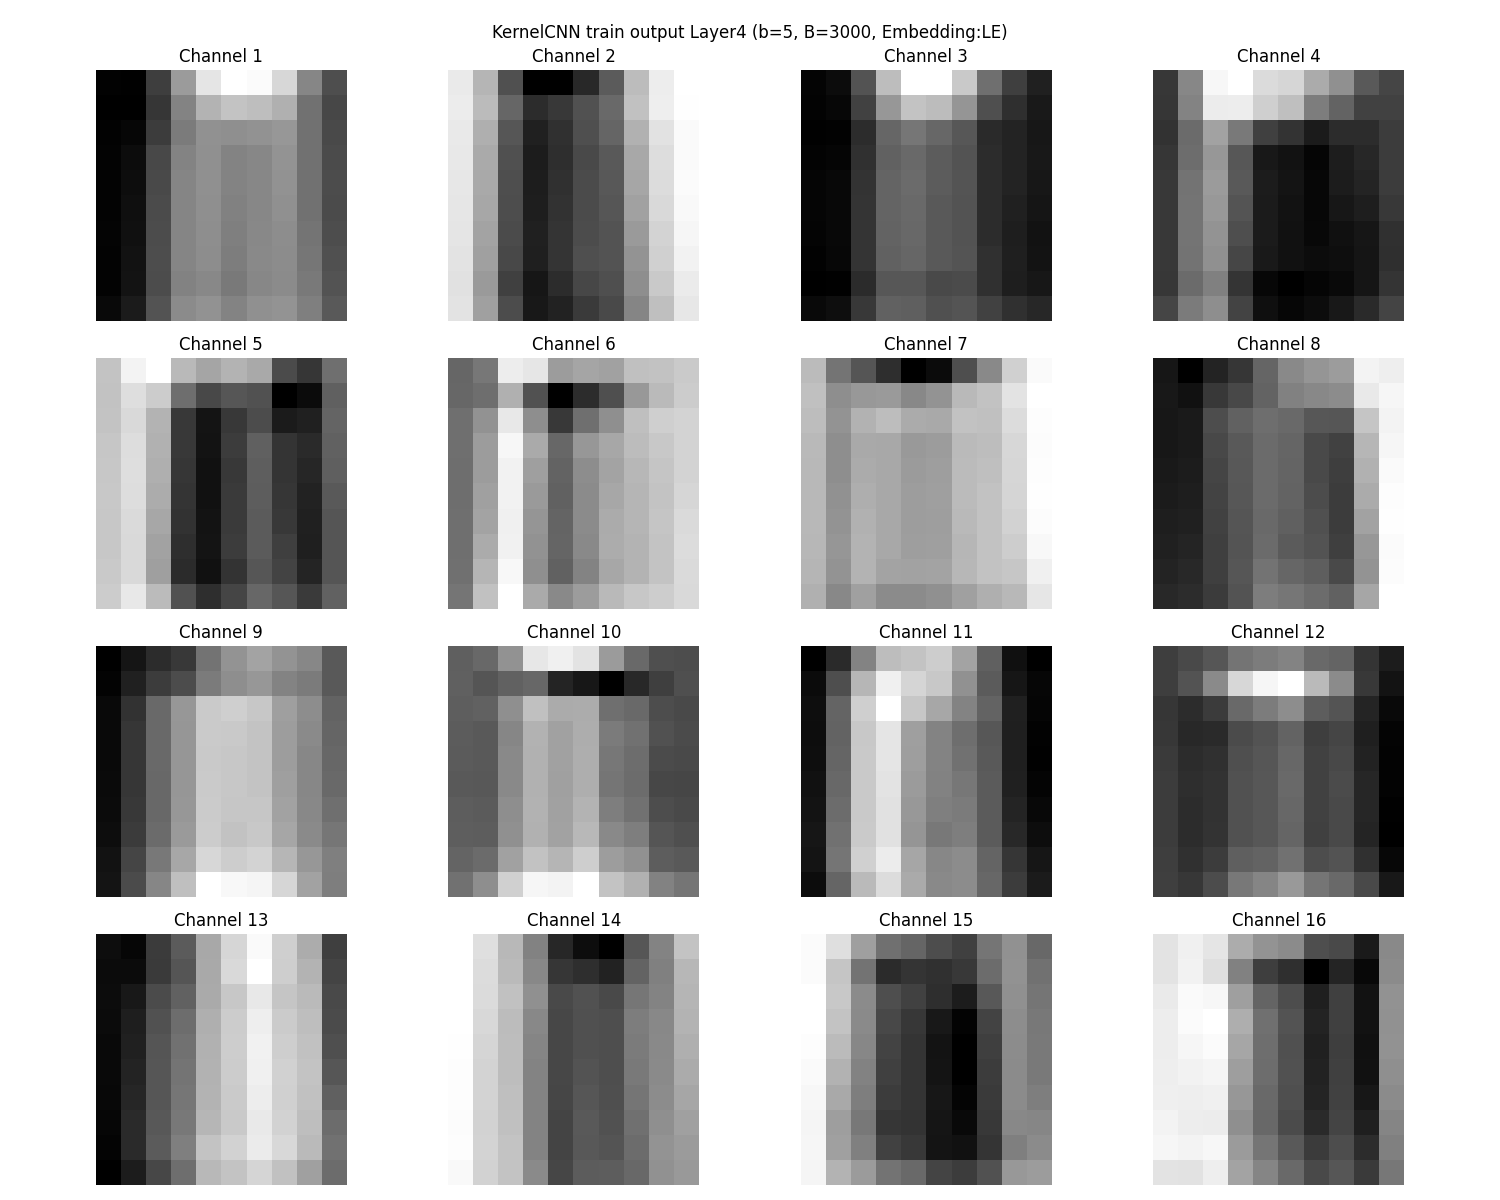 KernelCNN train output Layer4 (b=5, B=3000, Embedding:LE)
Channel 1
Channel 2
Channel 3
Channel 4
Channel 5
Channel 6
Channel 7
Channel 8
Channel 9
Channel 10
Channel 11
Channel 12
Channel 13
Channel 14
Channel 15
Channel 16